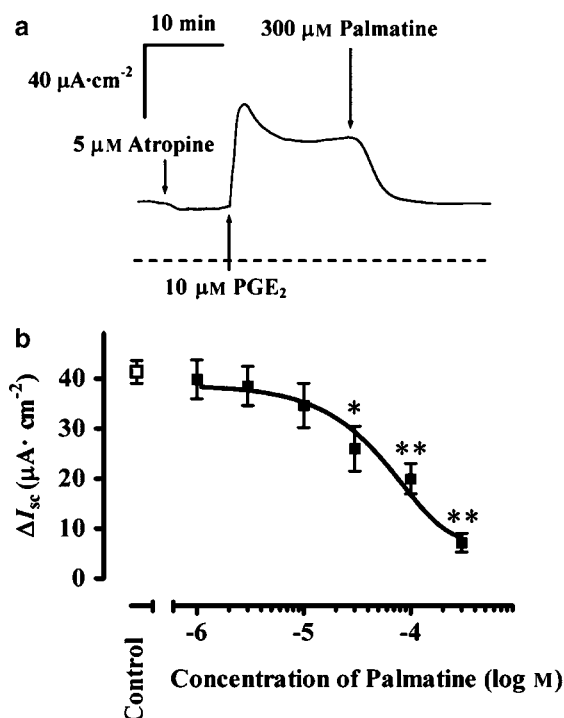 a
10 min
300 μM Palmatine
40 μA·cm-2
5 μM Atropine
10 μM PGE2
b
40
30
20
10
0
ΔIsc (μA· cm-2)
*
**
**
Control
-6
-5
-4
Concentration of Palmatine (log M)